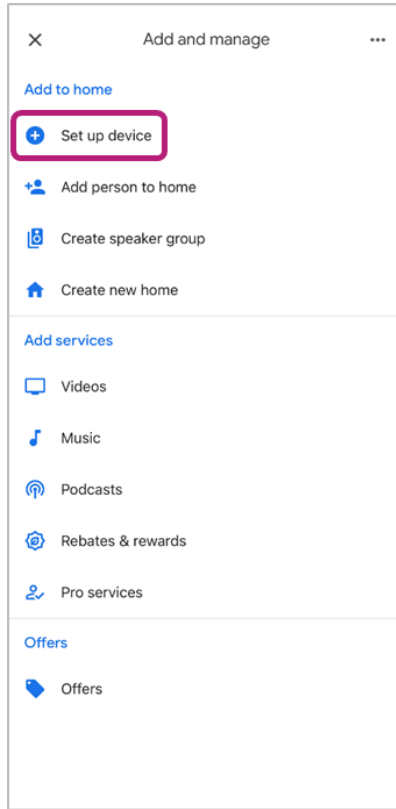 Add and manage
Add to home
Set up device
Add person to home
Create speaker group
Create new home
Add services
Videos
Music
Podcasts
Rebates & rewards
Pro services
Offers
Offers